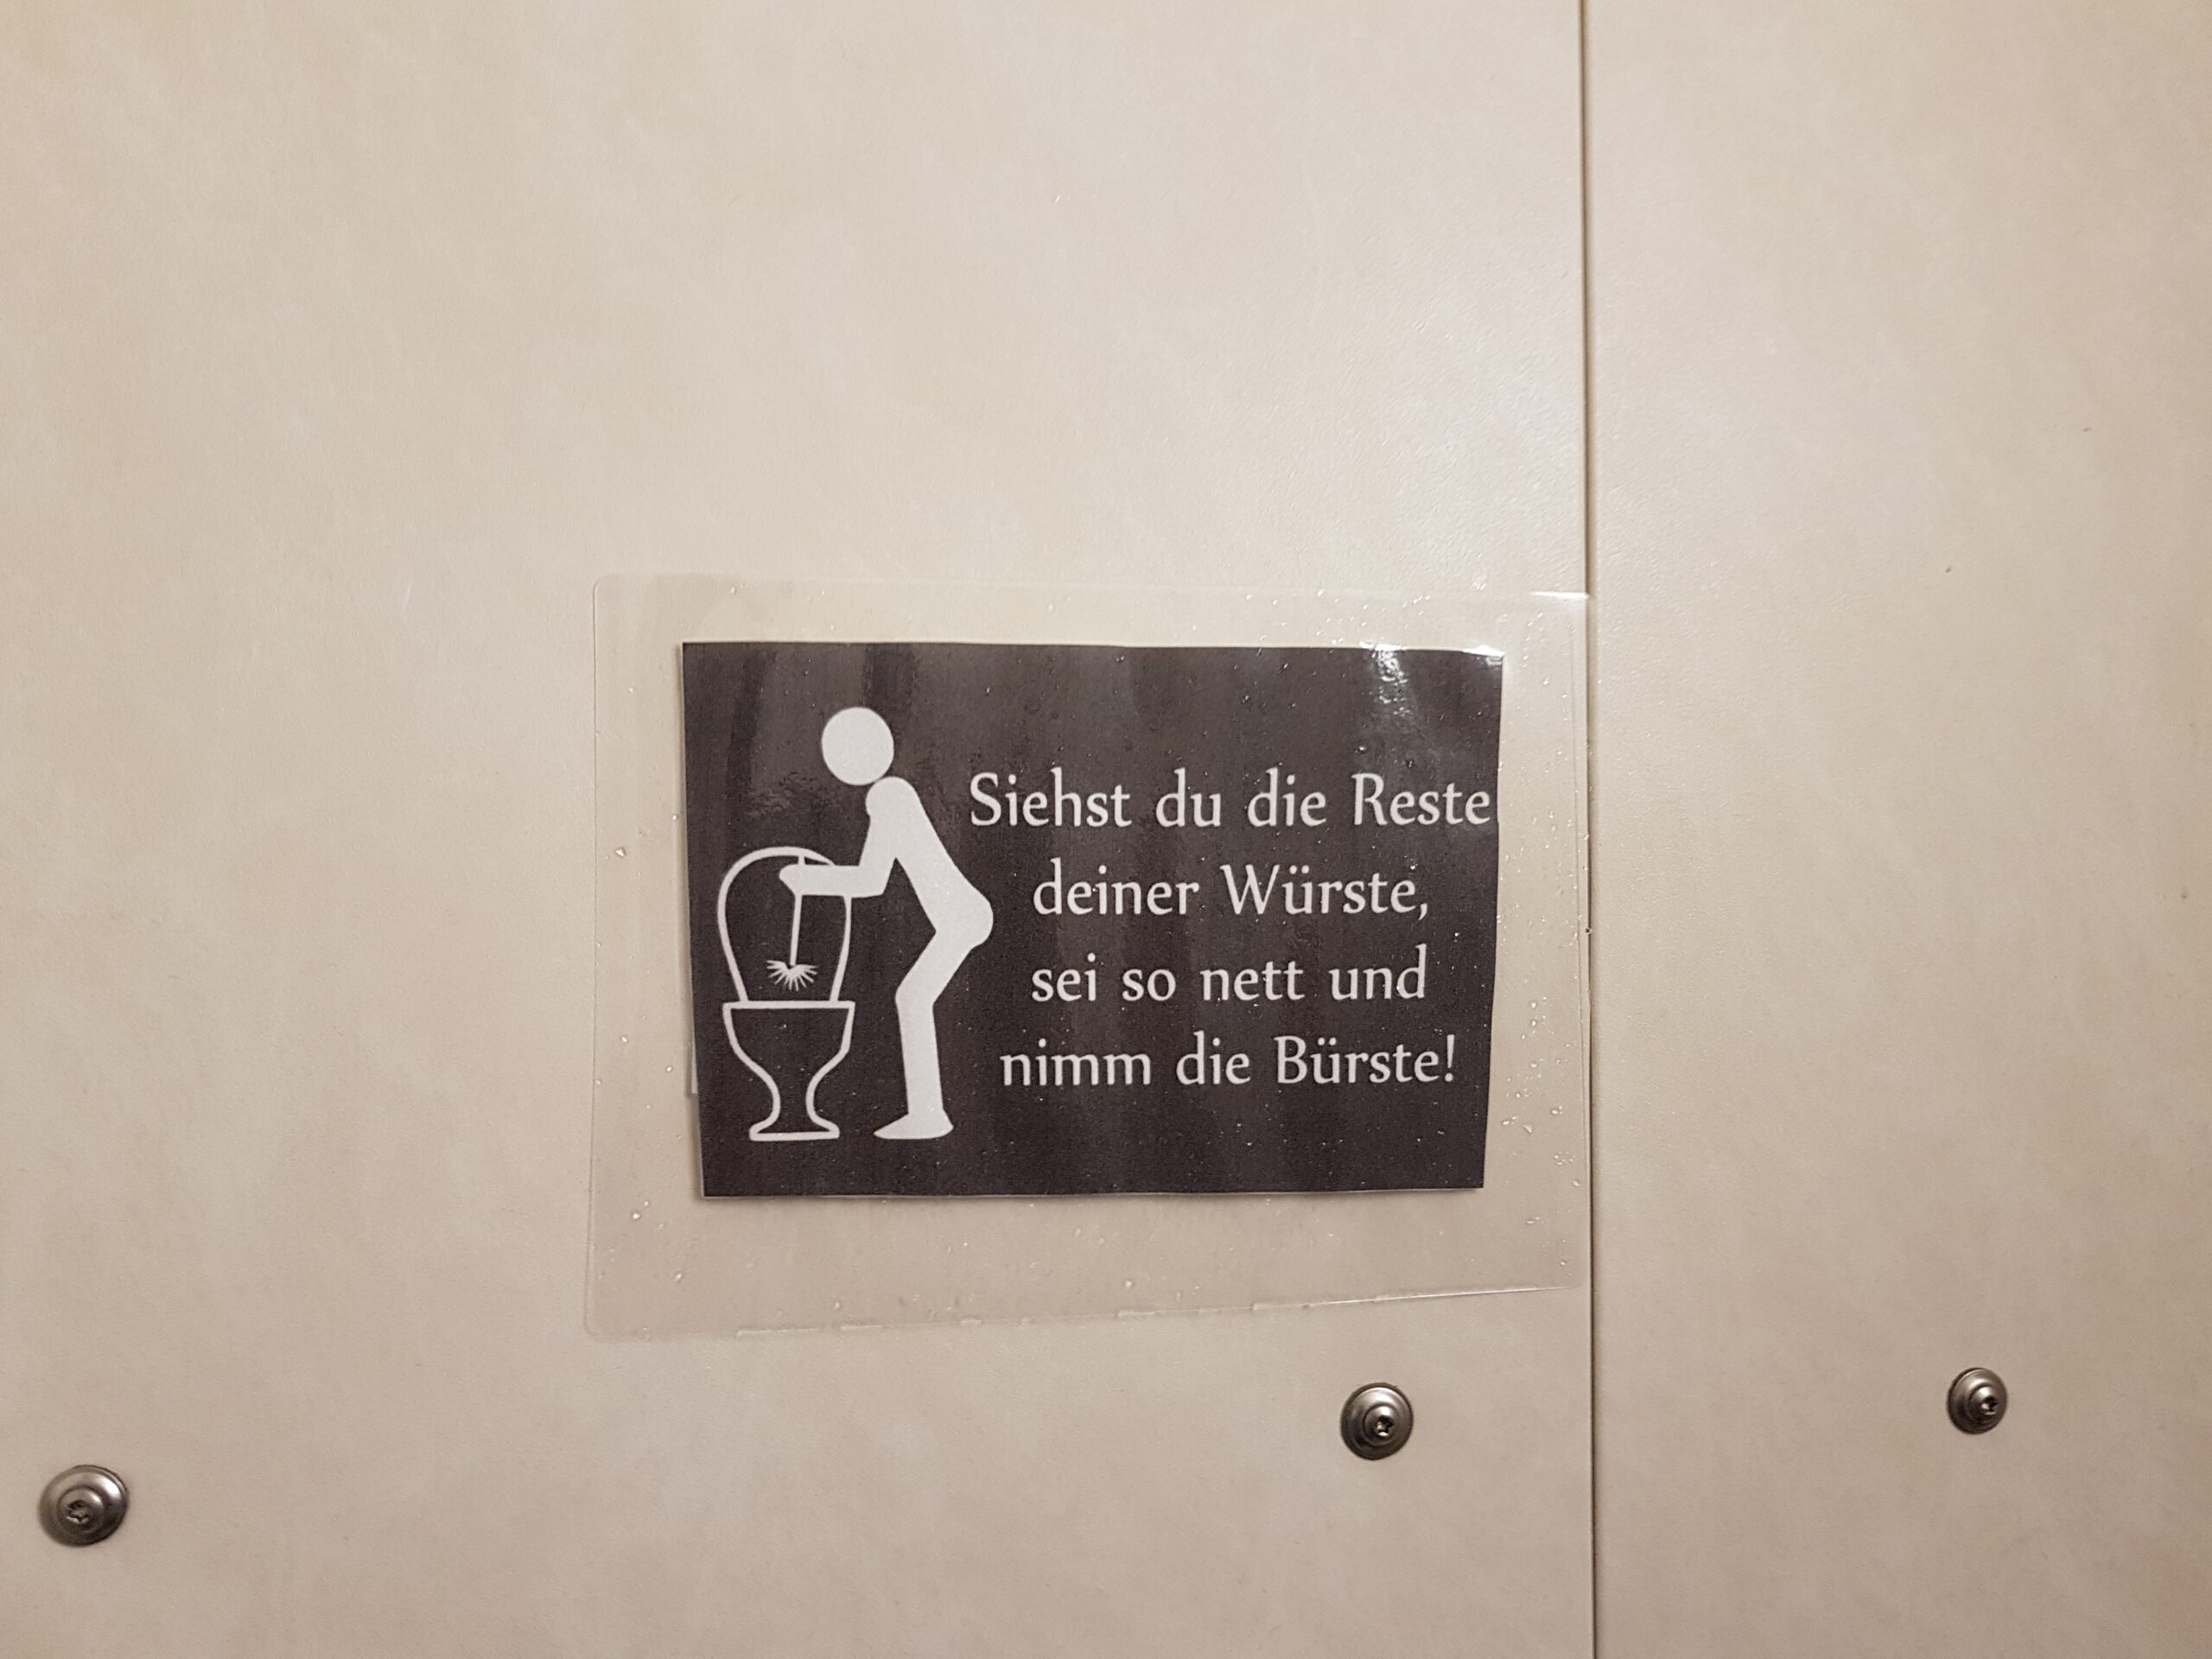 Siehst du die Reste
deiner Würste,
sei so nett und
nimm die Bürste!